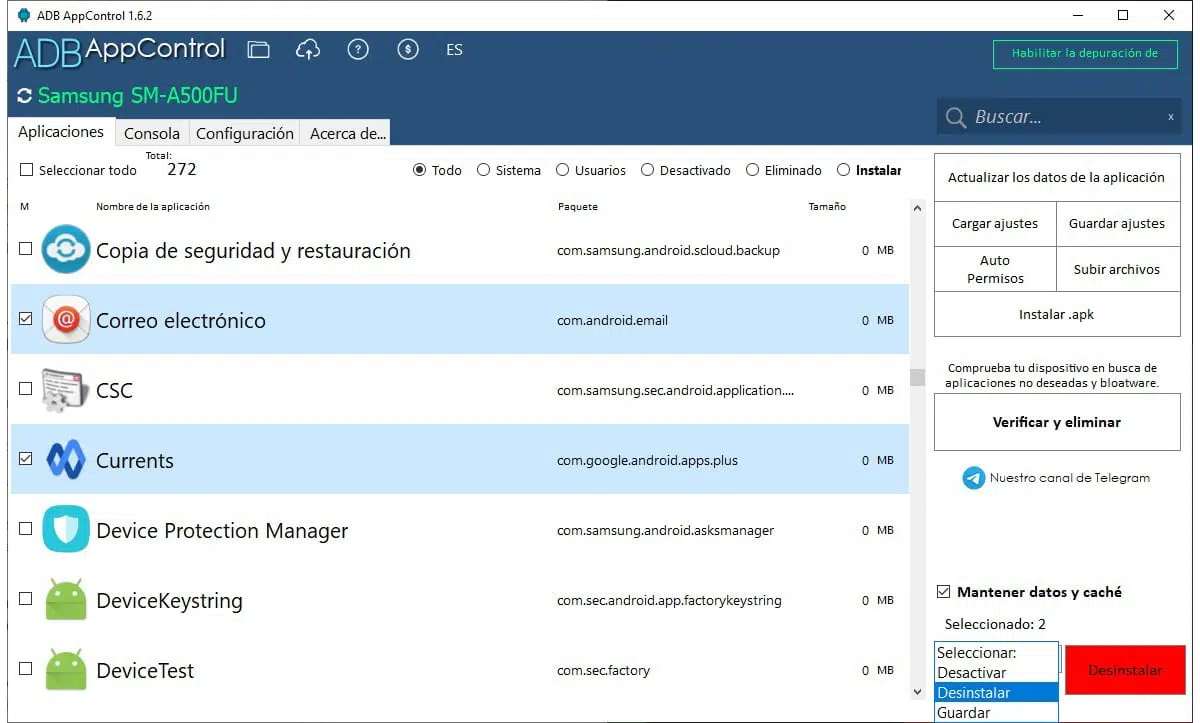 ADB AppControl 1.6.2
ADB AppControl
ES
Habilitar la depuración de
Samsung SM-A500FU
Buscar...
x
Aplicaciones
Consola
Configuración
Acerca de...
Seleccionar todo
Total:
272
Todo
Sistema
Usuarios
Desactivado
Eliminado
Instalar
M
Nombre de la aplicación
Paquete
Tamaño
Copia de seguridad y restauración
com.samsung.android.scloud.backup
0 MB
Correo electrónico
com.android.email
0 MB
CSC
com.samsung.sec.android.application....
0 MB
Currents
com.google.android.apps.plus
0 MB
Device Protection Manager
com.samsung.android.asksmanager
0 MB
DeviceKeystring
com.sec.android.app.factorykeystring
0 MB
DeviceTest
com.sec.factory
0 MB
Actualizar los datos de la aplicación
Cargar ajustes
Guardar ajustes
Auto
Permisos
Subir archivos
Instalar .apk
Comprueba tu dispositivo en busca de
aplicaciones no deseadas y bloatware.
Verificar y eliminar
Nuestro canal de Telegram
Mantener datos y caché
Seleccionado: 2
Seleccionar:
Desactivar
Desinstalar
Guardar
Desinstalar